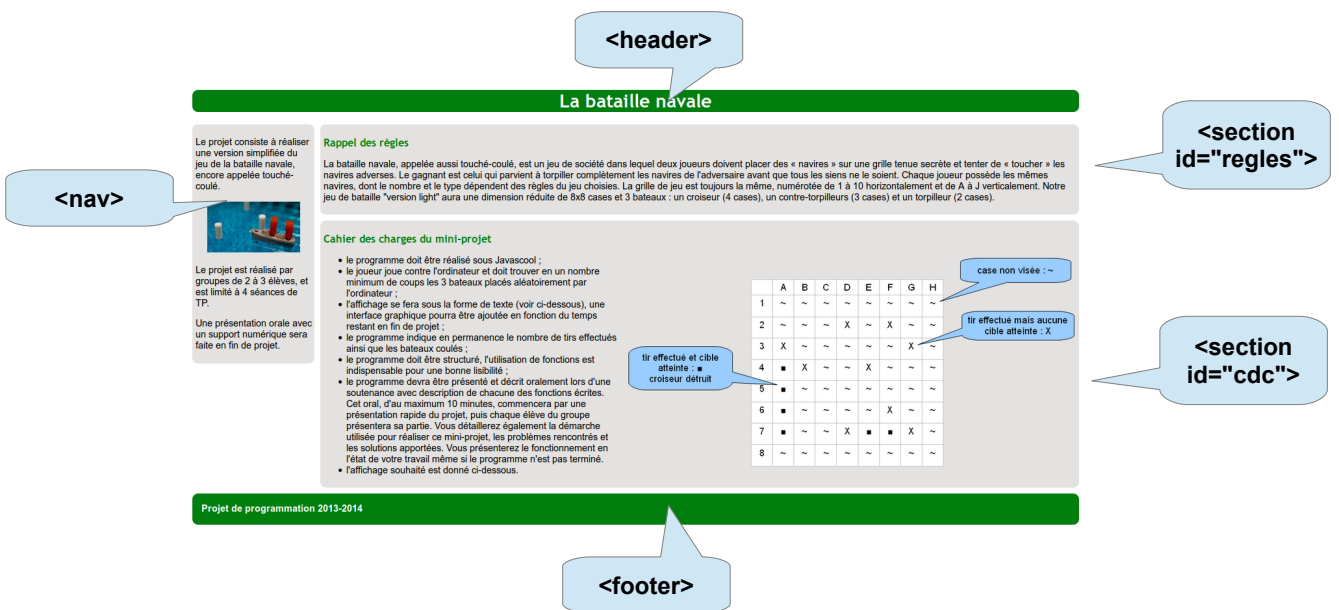 <header>
La bataille navale
<nav>
Le projet consiste à réaliser
une version simplifiée du
jeu de la bataille navale,
encore appelée touché-
coulé.
Le projet est réalisé par
groupes de 2 à 3 élèves, et
est limité à 4 séances de
TP.
Une présentation orale avec
un support numérique sera
faite en fin de projet.
<section
id="regles">
Rappel des règles
La bataille navale, appelée aussi touché-coulé, est un jeu de société dans lequel deux joueurs doivent placer des « navires » sur une grille tenue secrète et tenter de « toucher » les
navires adverses. Le gagnant est celui qui parvient à torpiller complètement les navires de l'adversaire avant que tous les siens ne le soient. Chaque joueur possède les mêmes
navires, dont le nombre et le type dépendent des règles du jeu choisies. La grille de jeu est toujours la même, numérotée de 1 à 10 horizontalement et de A à J verticalement. Notre
jeu de bataille "version light" aura une dimension réduite de 8x8 cases et 3 bateaux : un croiseur (4 cases), un contre-torpilleurs (3 cases) et un torpilleur (2 cases).
<section
id="cdc">
Cahier des charges du mini-projet
• le programme doit être réalisé sous Javascool ;
• le joueur joue contre l'ordinateur et doit trouver en un nombre
minimum de coups les 3 bateaux placés aléatoirement par
l'ordinateur ;
• l'affichage se fera sous la forme de texte (voir ci-dessous), une
interface graphique pourra être ajoutée en fonction du temps
restant en fin de projet ;
• le programme indique en permanence le nombre de tirs effectués
ainsi que les bateaux coulés ;
• le programme doit être structuré, l'utilisation de fonctions est
indispensable pour une bonne lisibilité ;
• le programme devra être présenté et décrit oralement lors d'une
soutenance avec description de chacune des fonctions écrites.
Cet oral, d'au maximum 10 minutes, commencera par une
présentation rapide du projet, puis chaque élève du groupe
présentera sa partie. Vous détaillerez également la démarche
utilisée pour réaliser ce mini-projet, les problèmes rencontrés et
les solutions apportées. Vous présenterez le fonctionnement en
l'état de votre travail même si le programme n'est pas terminé.
• l'affichage souhaité est donné ci-dessous.
case non visée : ~
tir effectué mais aucune
cible atteinte : X
tir effectué et cible
atteinte : ■
croiseur détruit
A B C D E F G H
1 ~ ~ ~ ~ ~ ~ ~ ~
2 ~ ~ ~ X ~ X ~ ~
3 X ~ ~ ~ ~ ~ X ~
4 ■ X ~ ~ X ~ ~ ~
5 ■ ~ ~ ~ ~ ~ ~ ~
6 ■ ~ ~ ~ ~ X ~ ~
7 ■ ~ ~ X ■ ■ X ~
8 ~ ~ ~ ~ ~ ~ ~ ~
Projet de programmation 2013-2014
<footer>